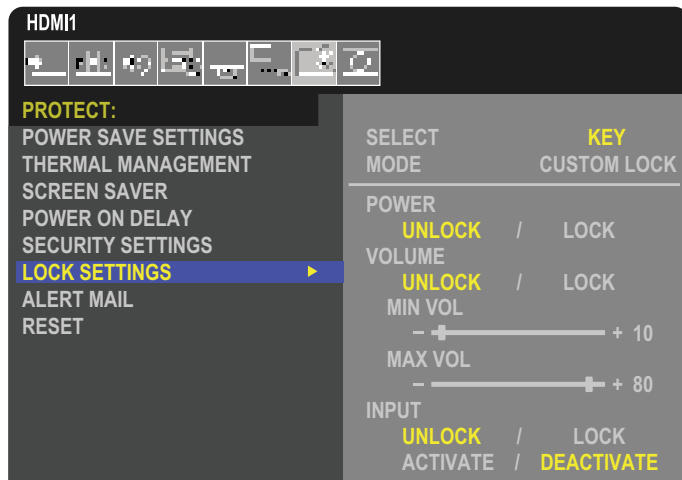 HDMI1
PROTECT:
POWER SAVE SETTINGS
THERMAL MANAGEMENT
SCREEN SAVER
POWER ON DELAY
SECURITY SETTINGS
LOCK SETTINGS
ALERT MAIL
RESET
SELECT KEY
MODE CUSTOM LOCK
POWER
UNLOCK / LOCK
VOLUME
UNLOCK / LOCK
MIN VOL
− + 10
MAX VOL
− + 80
INPUT
UNLOCK / LOCK
ACTIVATE / DEACTIVATE